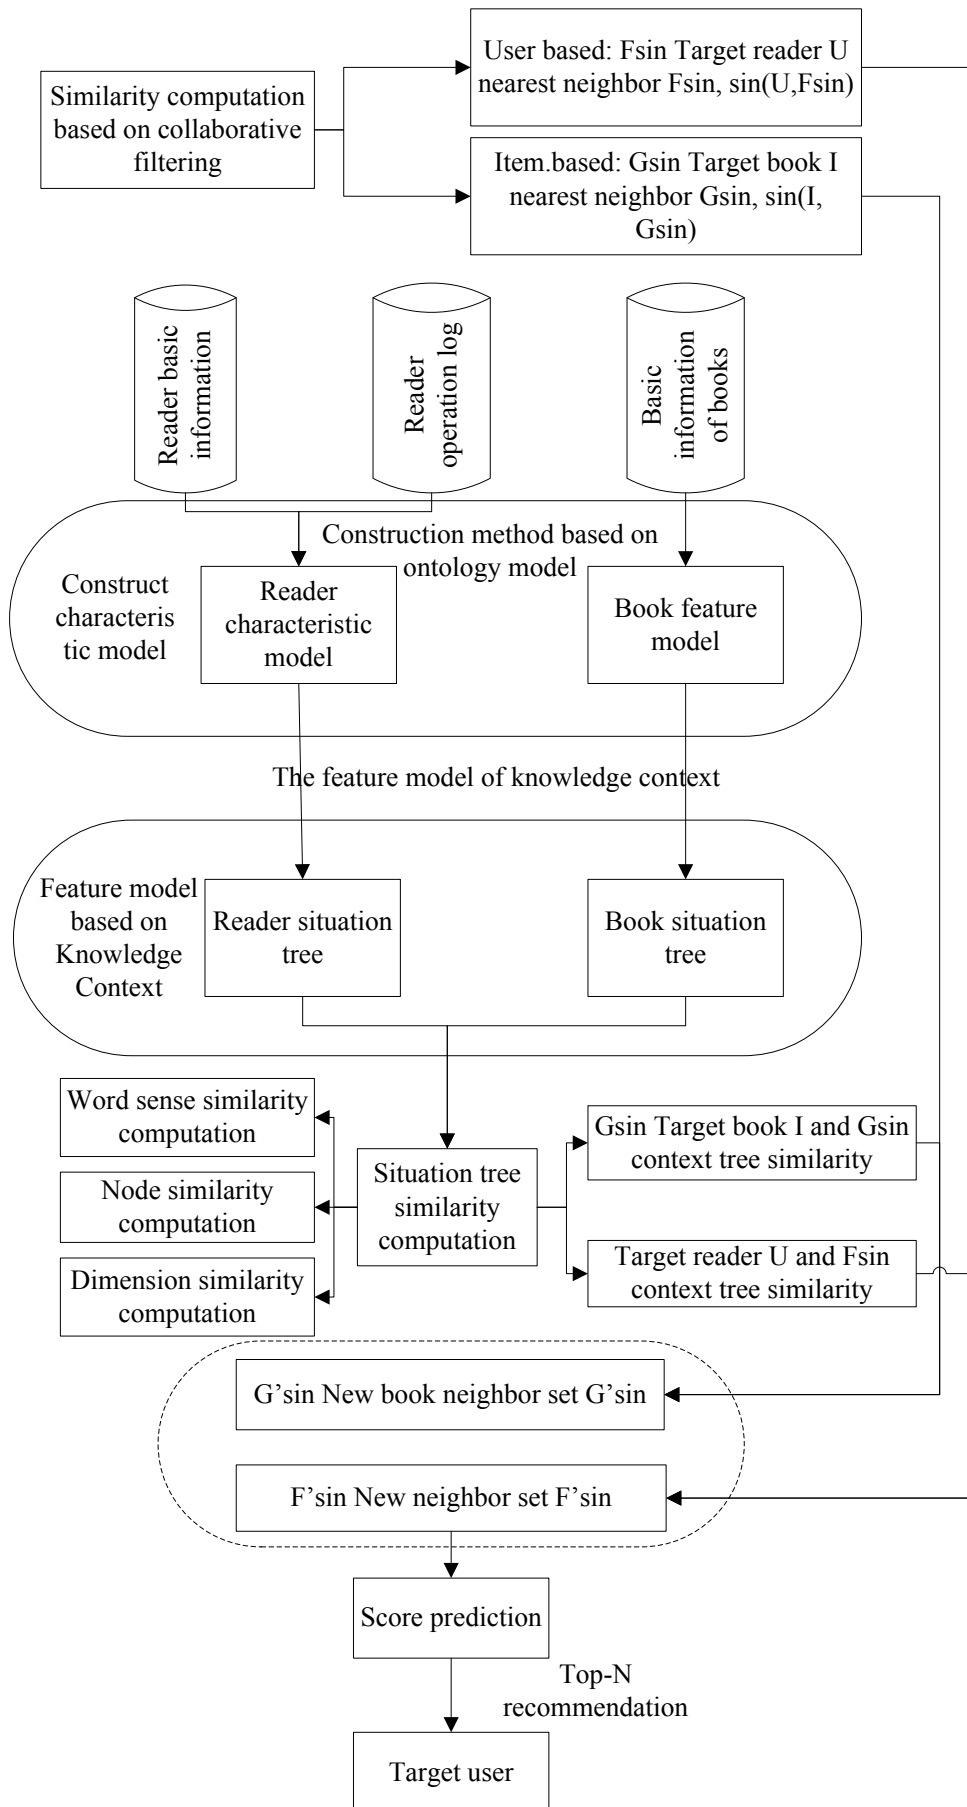 User based: Fsin Target reader U
nearest neighbor Fsin, sin(U,Fsin)
Similarity computation
based on collaborative
filtering
Item.based: Gsin Target book I
nearest neighbor Gsin, sin(I,
Gsin)
Reader basic
information
Reader
operation log
Basic
information
of books
Construction method based on
ontology model
Construct
characteris
tic model
Reader
characteristic
model
Book feature
model
The feature model of knowledge context
Feature model
based on
Knowledge
Context
Reader situation
tree
Book situation
tree
Word sense similarity
computation
Node similarity
computation
Dimension similarity
computation
Situation tree
similarity
computation
Gsin Target book I and Gsin
context tree similarity
Target reader U and Fsin
context tree similarity
G’sin New book neighbor set G’sin
F’sin New neighbor set F’sin
Score prediction
Top-N
recommendation
Target user